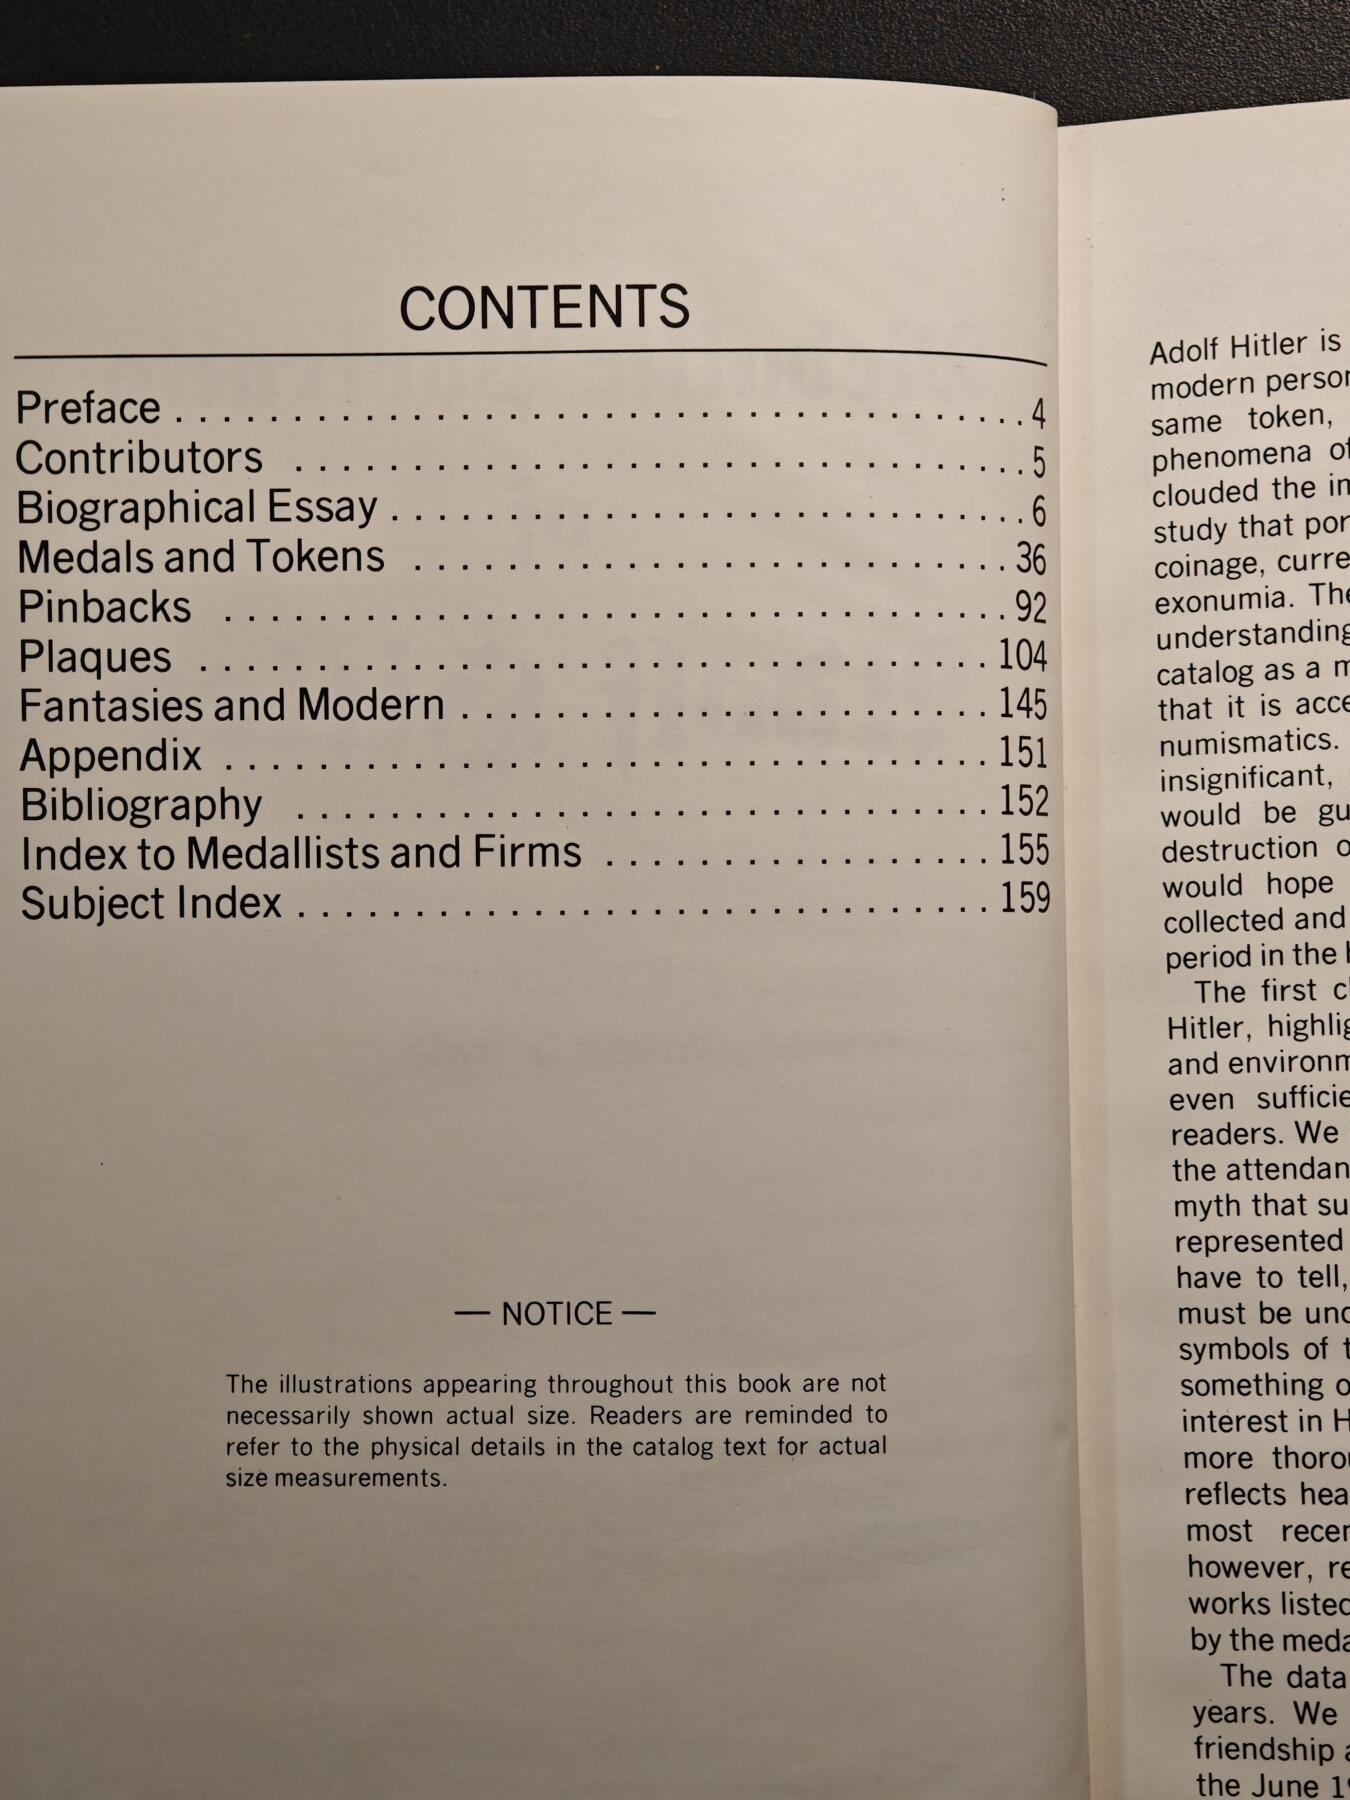 CONTENTS
Preface . . . . . . . . . . . . . . . . . . . . . . . . . . . . 4
Contributors . . . . . . . . . . . . . . . . . . . . . . . . 5
Biographical Essay . . . . . . . . . . . . . . . . . . . . . 6
Medals and Tokens . . . . . . . . . . . . . . . . . . . . 36
Pinbacks . . . . . . . . . . . . . . . . . . . . . . . . . . 92
Plaques . . . . . . . . . . . . . . . . . . . . . . . . . . 104
Fantasies and Modern . . . . . . . . . . . . . . . . . . 145
Appendix . . . . . . . . . . . . . . . . . . . . . . . . . 151
Bibliography . . . . . . . . . . . . . . . . . . . . . . . 152
Index to Medallists and Firms . . . . . . . . . . . . . 155
Subject Index . . . . . . . . . . . . . . . . . . . . . . . 159
— NOTICE —
The illustrations appearing throughout this book are not
necessarily shown actual size. Readers are reminded to
refer to the physical details in the catalog text for actual
size measurements.
Adolf Hitler is
modern
same token,
phenomena
clouded the
study that
coinage,
exonumia.
understanding
catalog as a
that it is
numismatics.
insignificant,
would be
destruction
would hope
collected and
period in the
The first
Hitler,
and
even
readers. We
the
myth that
represented
have to tell,
must be
symbols of
something
interest in
more
reflects
most
however,
works
by the
The data
years. We
friendship
the June